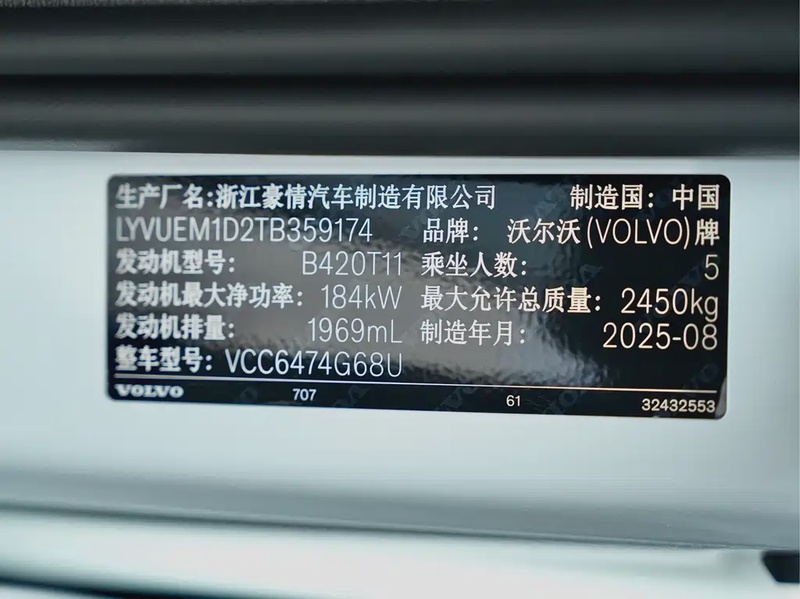 生产厂名:浙江豪情汽车制造有限公司 制造国: 中国
LYVUEM1D2TB359174 品牌: 沃尔沃(VOLVO)牌
发动机型号: B420T11 乘坐人数: 5
发动机最大净功率: 184kW 最大允许总质量: 2450kg
发动机排量: 1969mL 制造年月: 2025-08
整车型号: VCC6474G68U
VOLVO 707 61 32432553